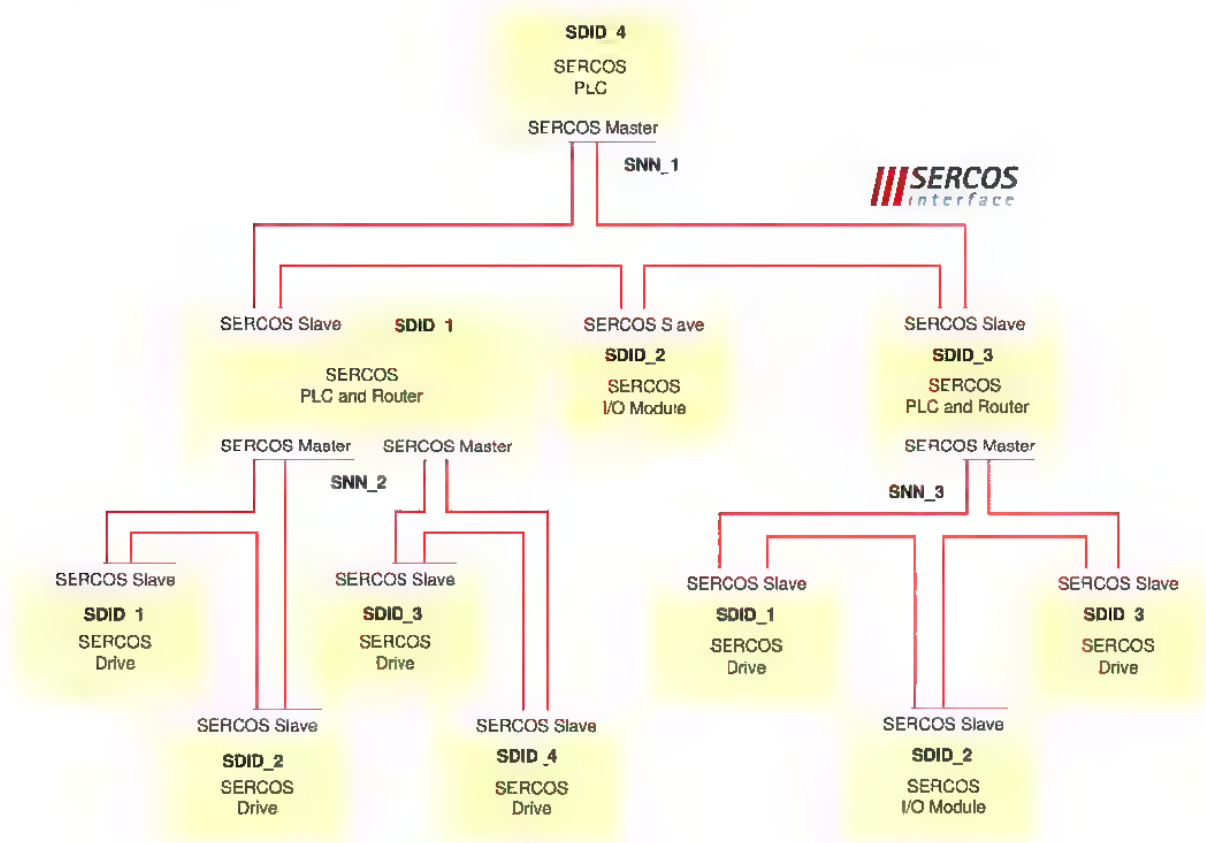 SDID_4
SERCOS
PLC
SERCOS Master
SNN_1
SERCOS
interface
SERCOS Slave
SDID_1
SERCOS
PLC and Router
SERCOS Slave
SDID_2
SERCOS
I/O Module
SERCOS Slave
SDID_3
SERCOS
PLC and Router
SERCOS Master
SERCOS Master
SERCOS Master
SNN_2
SNN_3
SERCOS Slave
SDID_1
SERCOS
Drive
SERCOS Slave
SDID_3
SERCOS
Drive
SERCOS Slave
SDID_1
SERCOS
Drive
SERCOS Slave
SDID_3
SERCOS
Drive
SERCOS Slave
SDID_2
SERCOS
Drive
SERCOS Slave
SDID_4
SERCOS
Drive
SERCOS Slave
SDID_2
SERCOS
I/O Module